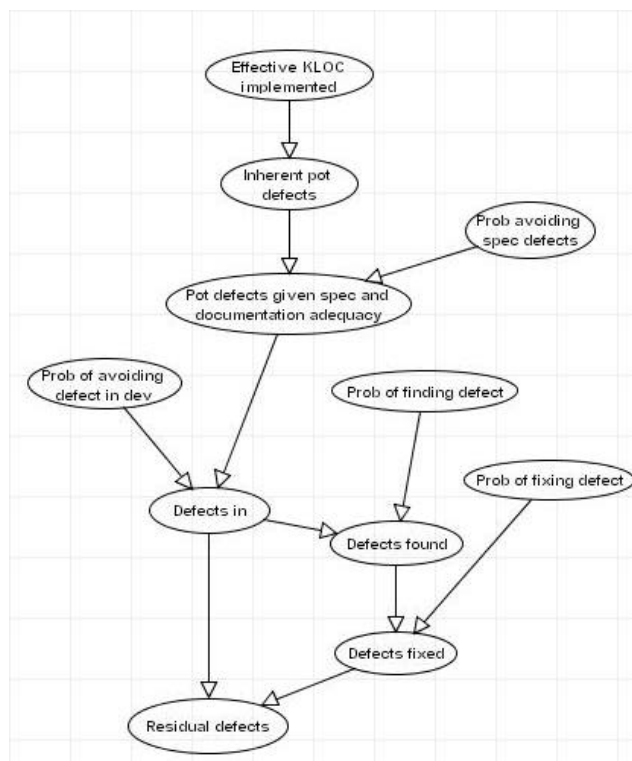 Effective KLOC
implemented
Inherent pot
defects
Prob avoiding
spec defects
Pot defects given spec and
documentation adequacy
Prob of avoiding
defect in dev
Prob of finding defect
Prob of fixing defect
Defects in
Defects found
Defects fixed
Residual defects